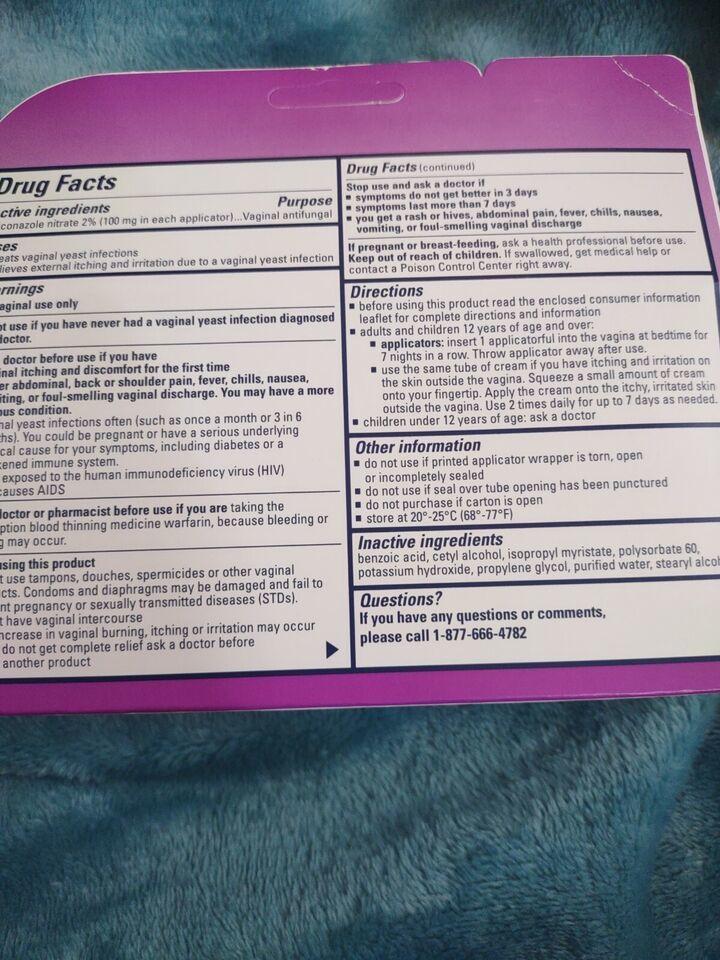 Drug Facts
ctive ingredients Purpose
conazole nitrate 2% (100 mg in each applicator)...Vaginal antifungal
ses
eats vaginal yeast infections
lieves external itching and irritation due to a vaginal yeast infection
rnings
aginal use only
ot use if you have never had a vaginal yeast infection diagnosed
doctor.
doctor before use if you have
inal itching and discomfort for the first time
er abdominal, back or shoulder pain, fever, chills, nausea,
iting, or foul-smelling vaginal discharge. You may have a more
ous condition.
nal yeast infections often (such as once a month or 3 in 6
ths). You could be pregnant or have a serious underlying
cal cause for your symptoms, including diabetes or a
kened immune system.
exposed to the human immunodeficiency virus (HIV)
causes AIDS
doctor or pharmacist before use if you are taking the
ption blood thinning medicine warfarin, because bleeding or
g may occur.
using this product
t use tampons, douches, spermicides or other vaginal
cts. Condoms and diaphragms may be damaged and fail to
nt pregnancy or sexually transmitted diseases (STDs).
t have vaginal intercourse
increase in vaginal burning, itching or irritation may occur
do not get complete relief ask a doctor before
another product
Drug Facts (continued)
Stop use and ask a doctor if
▪ symptoms do not get better in 3 days
▪ symptoms last more than 7 days
▪ you get a rash or hives, abdominal pain, fever, chills, nausea,
vomiting, or foul-smelling vaginal discharge
If pregnant or breast-feeding, ask a health professional before use.
Keep out of reach of children. If swallowed, get medical help or
contact a Poison Control Center right away.
Directions
▪ before using this product read the enclosed consumer information
leaflet for complete directions and information
▪ adults and children 12 years of age and over:
▪ applicators: insert 1 applicatorful into the vagina at bedtime for
7 nights in a row. Throw applicator away after use.
▪ use the same tube of cream if you have itching and irritation on
the skin outside the vagina. Squeeze a small amount of cream
onto your fingertip. Apply the cream onto the itchy, irritated skin
outside the vagina. Use 2 times daily for up to 7 days as needed.
▪ children under 12 years of age: ask a doctor
Other information
▪ do not use if printed applicator wrapper is torn, open
or incompletely sealed
▪ do not use if seal over tube opening has been punctured
▪ do not purchase if carton is open
▪ store at 20°-25°C (68°-77°F)
Inactive ingredients
benzoic acid, cetyl alcohol, isopropyl myristate, polysorbate 60,
potassium hydroxide, propylene glycol, purified water, stearyl alcoh
Questions?
If you have any questions or comments,
please call 1-877-666-4782